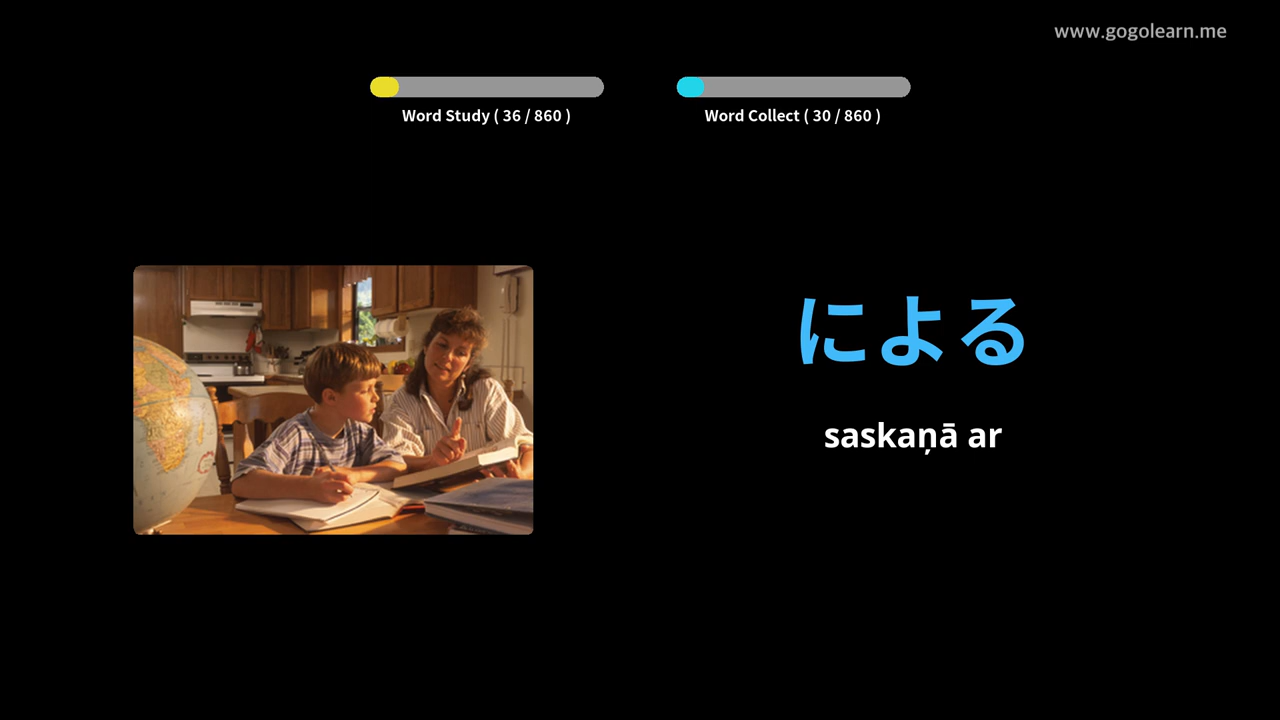 www.gogolearn.me
Word Study ( 36 / 860 )
Word Collect ( 30 / 860 )
による
saskaņā ar